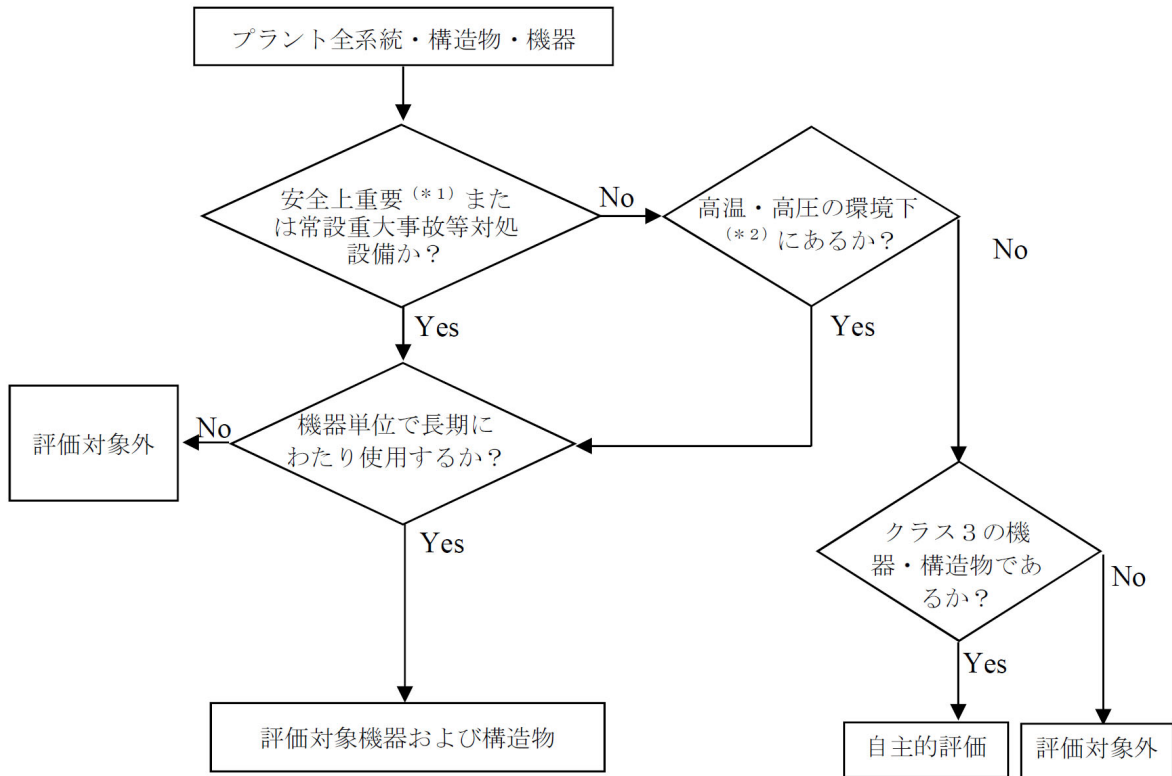 プラント全系統・構造物・機器
安全上重要(*1)また
は常設重大事故等対処
設備か？
No
高温・高圧の環境下
(*2)にあるか？
No
Yes
Yes
評価対象外
No
機器単位で長期に
わたり使用するか？
Yes
クラス３の機
器・構造物であ
るか？
No
Yes
評価対象機器および構造物
自主的評価
評価対象外